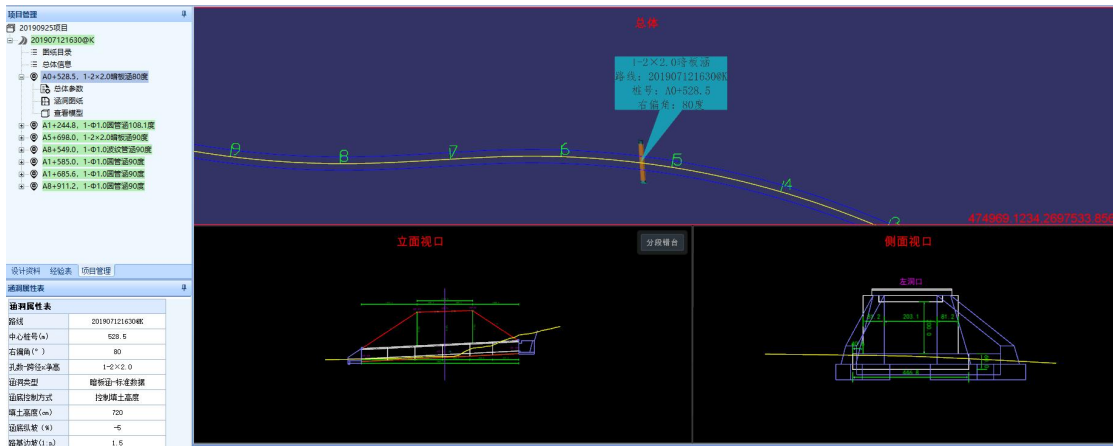 项目管理
20190925项目
201907121630@K
图纸目录
总体信息
A0+528.5，1-2×2.0暗板涵80度
总体参数
涵洞图纸
查看模型
A1+244.8，1-Φ1.0圆管涵108.1度
A5+698.0，1-2×2.0暗板涵90度
A8+549.0，1-Φ1.0波纹管涵90度
A1+585.0，1-Φ1.0圆管涵90度
A1+685.6，1-Φ1.0圆管涵90度
A8+911.2，1-Φ1.0圆管涵90度
设计资料 经验表 项目管理
涵洞属性表
涵洞属性表
路线 201907121630@K
中心桩号(m) 528.5
右偏角(°) 80
孔数-跨径x净高 1-2×2.0
涵洞类型 暗板涵-标准数据
涵底控制方式 控制填土高度
填土高度(cm) 720
涵底纵坡(%) -5
路基边坡(1:n) 1.5
总体
1-2×2.0暗板涵
路线：201907121630@K
桩号：A0+528.5
右偏角：80度
19 8 17 6 15 14 13
474969.1234,2697533.856
立面视口
分段错台
侧面视口
左洞口
203.1